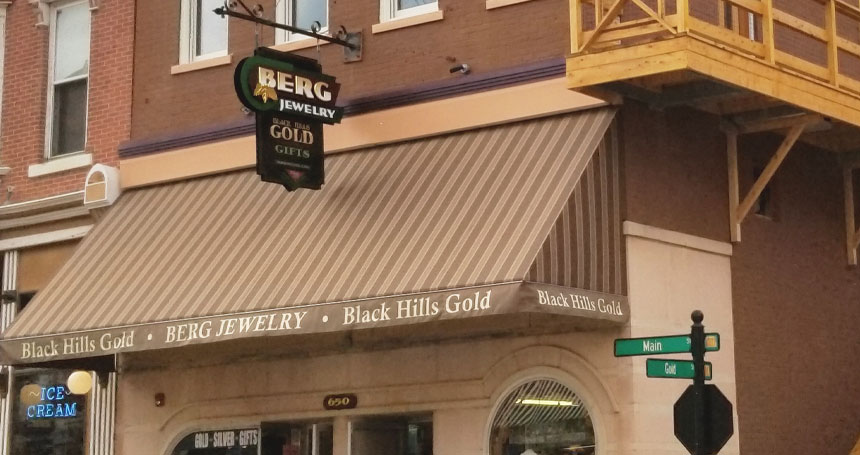 BERG
JEWELRY
BLACK HILLS
GOLD
GIFTS
Black Hills Gold • BERG JEWELRY • Black Hills Gold
Black Hills Gold
Main
Gold
650
ICE
CREAM
GOLD - SILVER - GIFTS